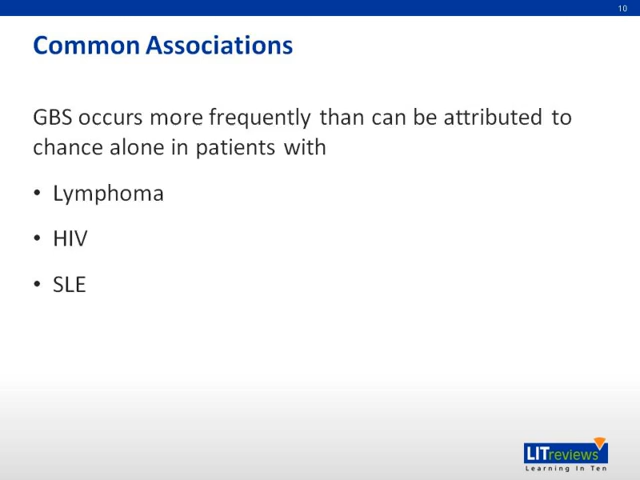 10
Common Associations
GBS occurs more frequently than can be attributed to
chance alone in patients with
• Lymphoma
• HIV
• SLE
LITreviews
Learning In Ten